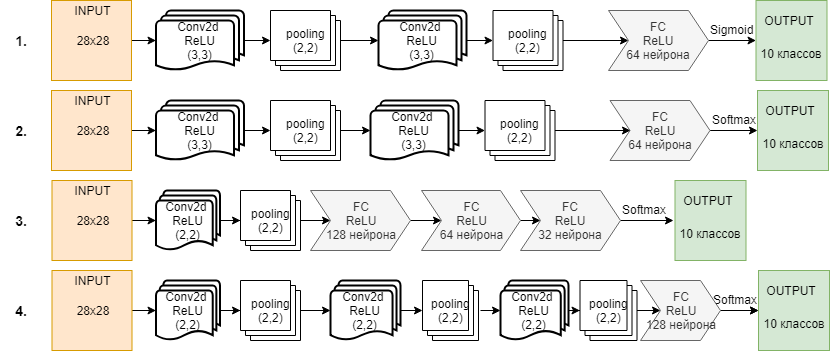 1.
INPUT
28x28
Conv2d
ReLU
(3,3)
pooling
(2,2)
Conv2d
ReLU
(3,3)
pooling
(2,2)
FC
ReLU
64 нейрона
Sigmoid
OUTPUT
10 классов
2.
INPUT
28x28
Conv2d
ReLU
(3,3)
pooling
(2,2)
Conv2d
ReLU
(3,3)
pooling
(2,2)
FC
ReLU
64 нейрона
Softmax
OUTPUT
10 классов
3.
INPUT
28x28
Conv2d
ReLU
(2,2)
pooling
(2,2)
FC
ReLU
128 нейрона
FC
ReLU
64 нейрона
FC
ReLU
32 нейрона
Softmax
OUTPUT
10 классов
4.
INPUT
28x28
Conv2d
ReLU
(2,2)
pooling
(2,2)
Conv2d
ReLU
(2,2)
pooling
(2,2)
Conv2d
ReLU
(2,2)
pooling
(2,2)
FC
ReLU
128 нейрона
Softmax
OUTPUT
10 классов